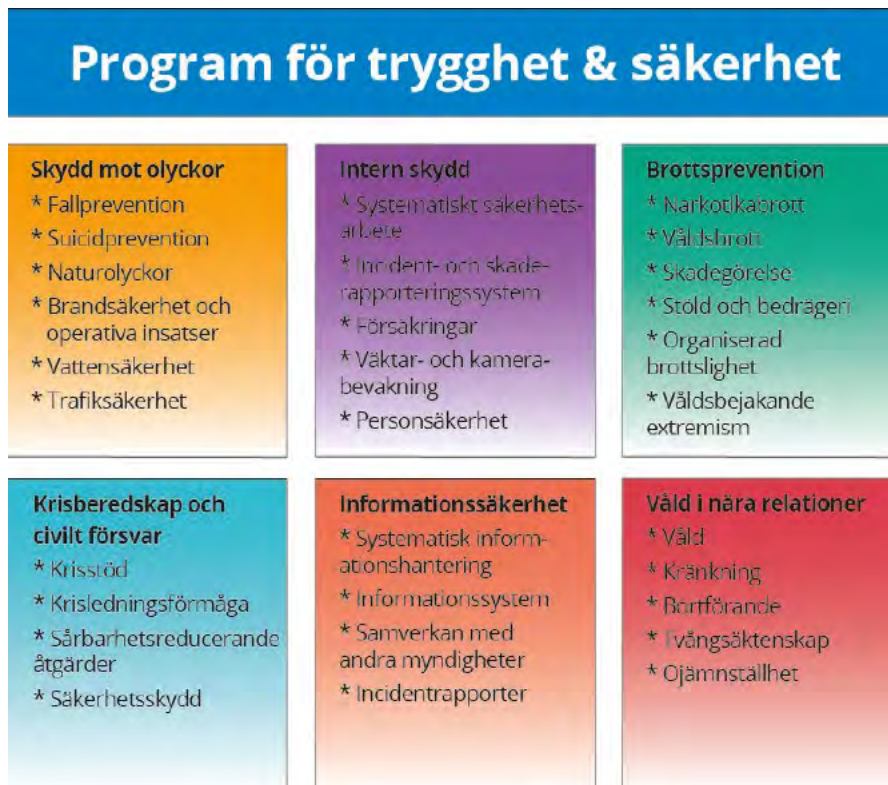 Program för trygghet & säkerhet
Skydd mot olyckor
* Fallprevention
* Suicidprevention
* Naturolyckor
* Brandsäkerhet och
operativa insatser
* Vattensäkerhet
* Trafiksäkerhet
Intern skydd
* Systematiskt säkerhets-
arbete
* Incident- och skade-
rapporteringssystem
* Försäkringar
* Väktar- och kamera-
bevakning
* Personsäkerhet
Brottsprevention
* Narkotikabrott
* Våldsbrott
* Skadegörelse
* Stöld och bedrägeri
* Organiserad
brottslighet
* Våldsbejakande
extremism
Krisberedskap och
civilt försvar
* Krisstöd
* Krisledningsförmåga
* Sårbarhetsreducerande
åtgärder
* Säkerhetsskydd
Informationssäkerhet
* Systematisk inform-
ationshantering
* Informationssystem
* Samverkan med
andra myndigheter
* Incidentrapporter
Våld i nära relationer
* Våld
* Kränkning
* Bortförande
* Tvångsäktenskap
* Ojämnställhet